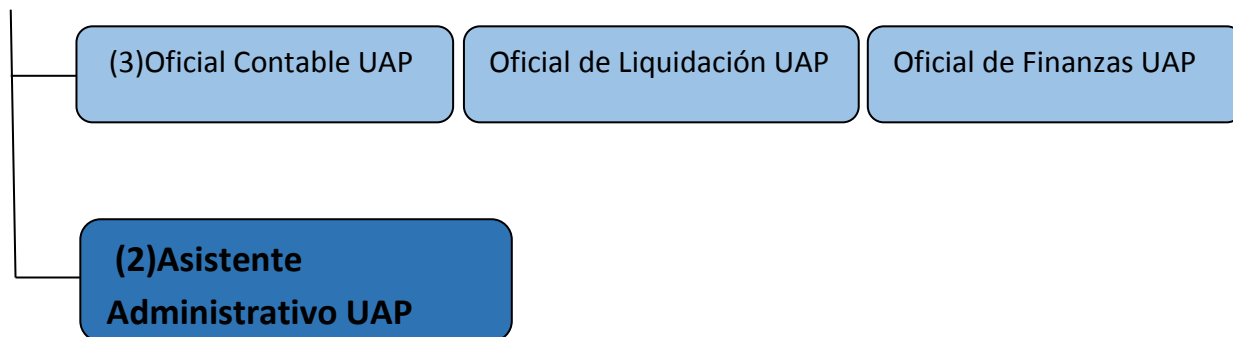 (3)Oficial Contable UAP
Oficial de Liquidación UAP
Oficial de Finanzas UAP
(2)Asistente
Administrativo UAP